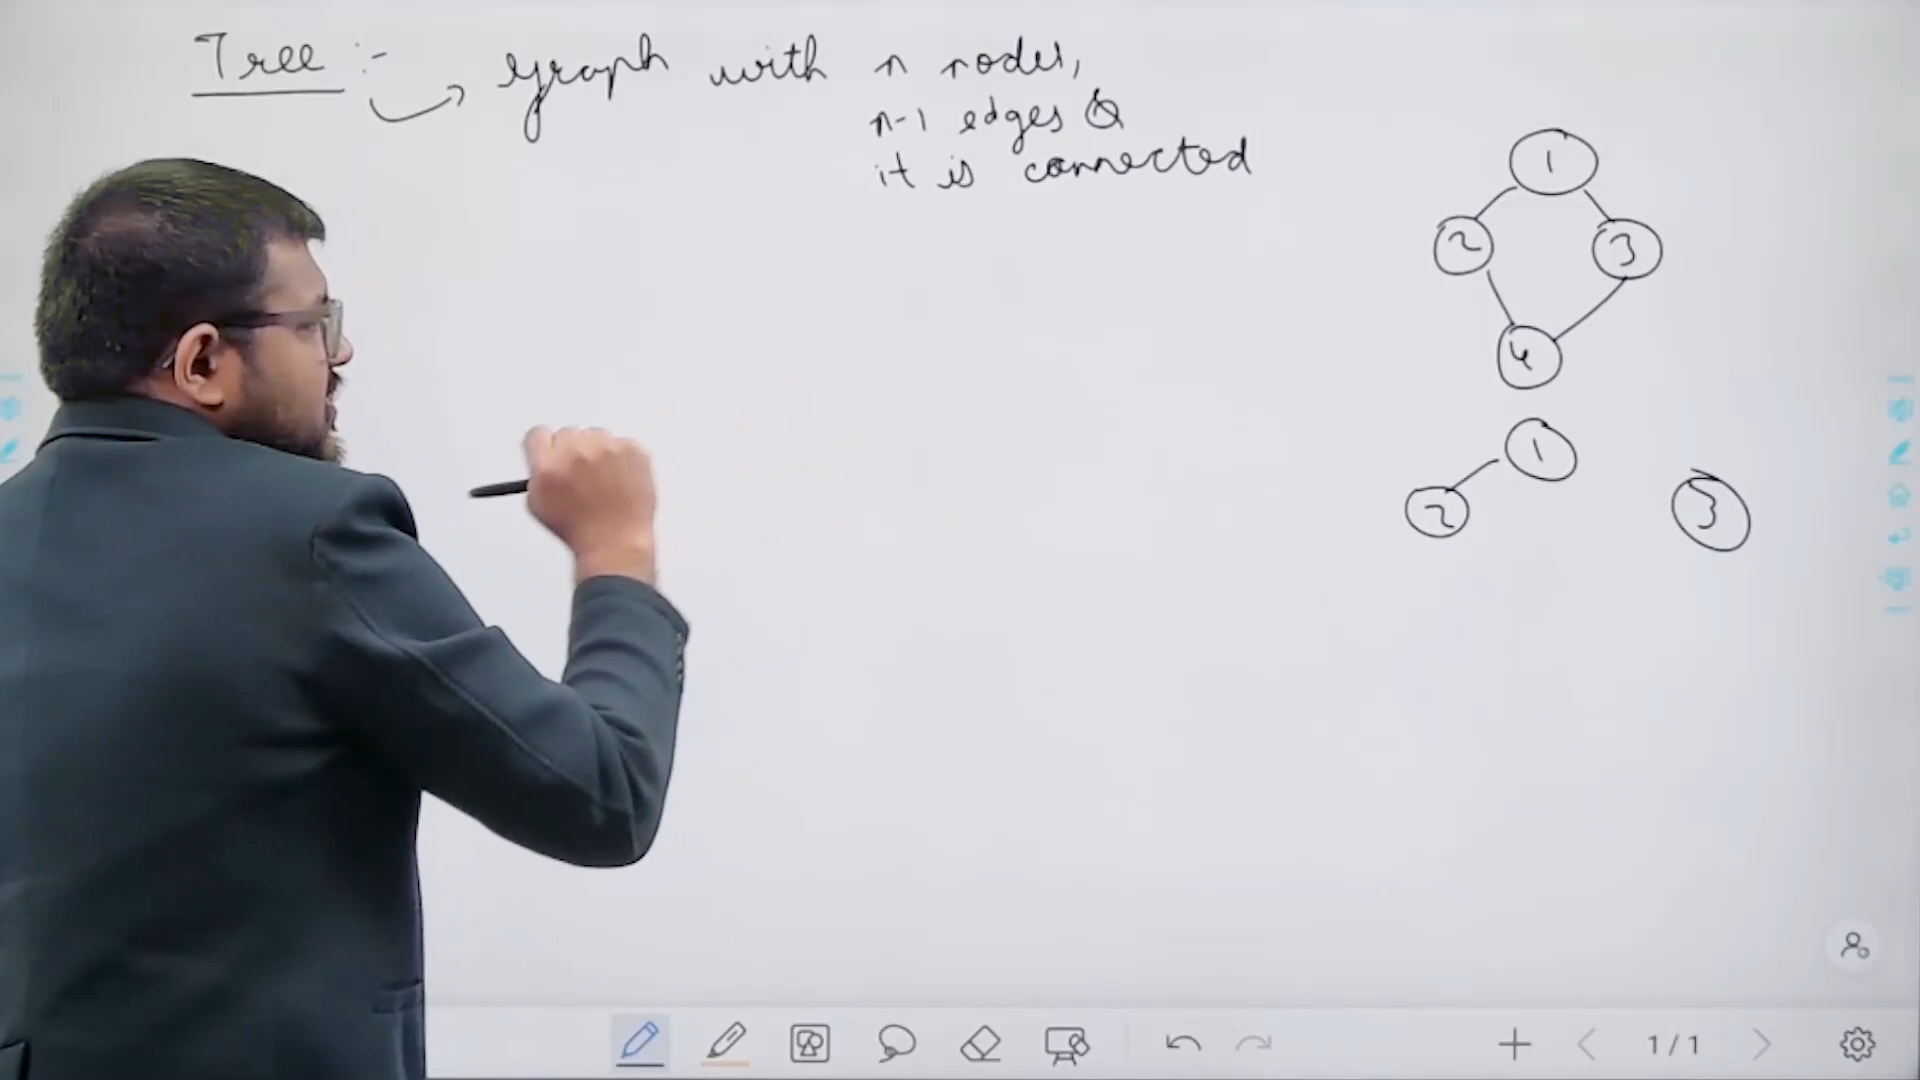 Tree :-
Graph with n nodes,
n-1 edges &
it is connected
1
2
3
4
1
2
3
1/1